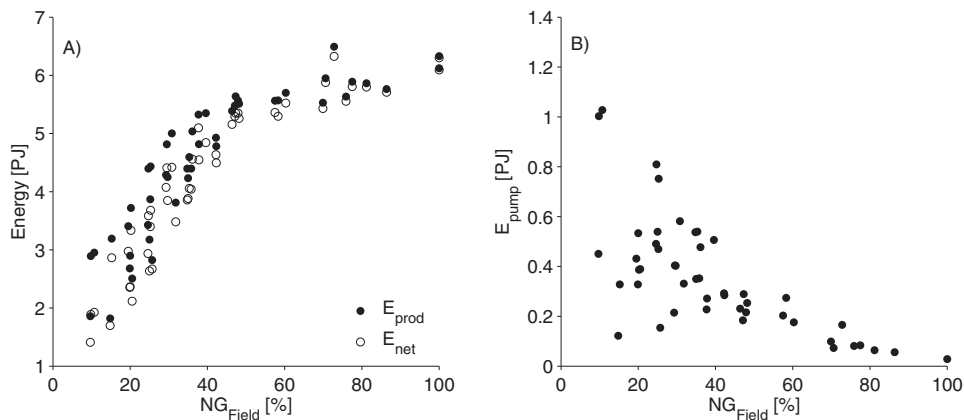 A)
7
6
5
4
3
2
1
Energy [PJ]
E_prod
E_net
0 20 40 60 80 100
NG_Field [%]
B)
1.4
1.2
1
0.8
0.6
0.4
0.2
0
E_pump [PJ]
0 20 40 60 80 100
NG_Field [%]